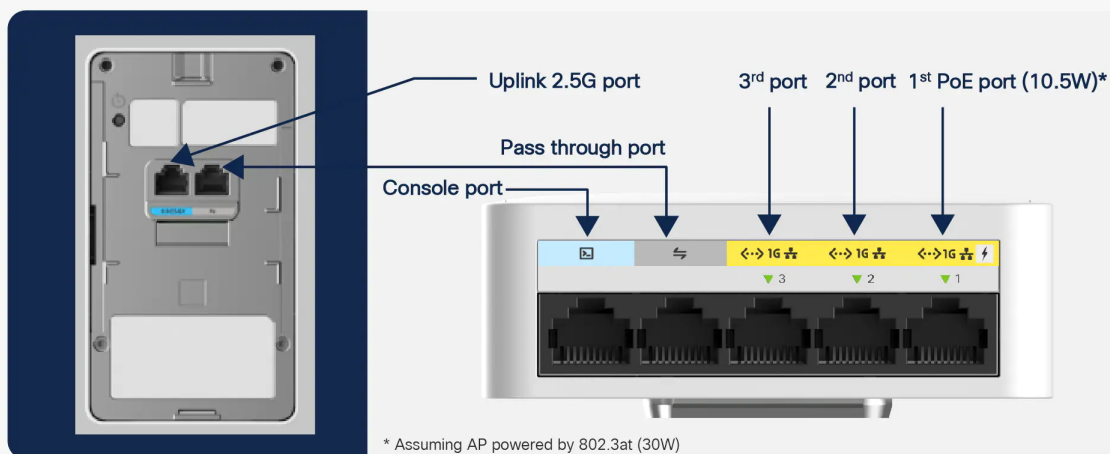 Uplink 2.5G port
3rd port 2nd port 1st PoE port (10.5W)*
Pass through port
Console port
1G 1G 1G
3 2 1
* Assuming AP powered by 802.3at (30W)